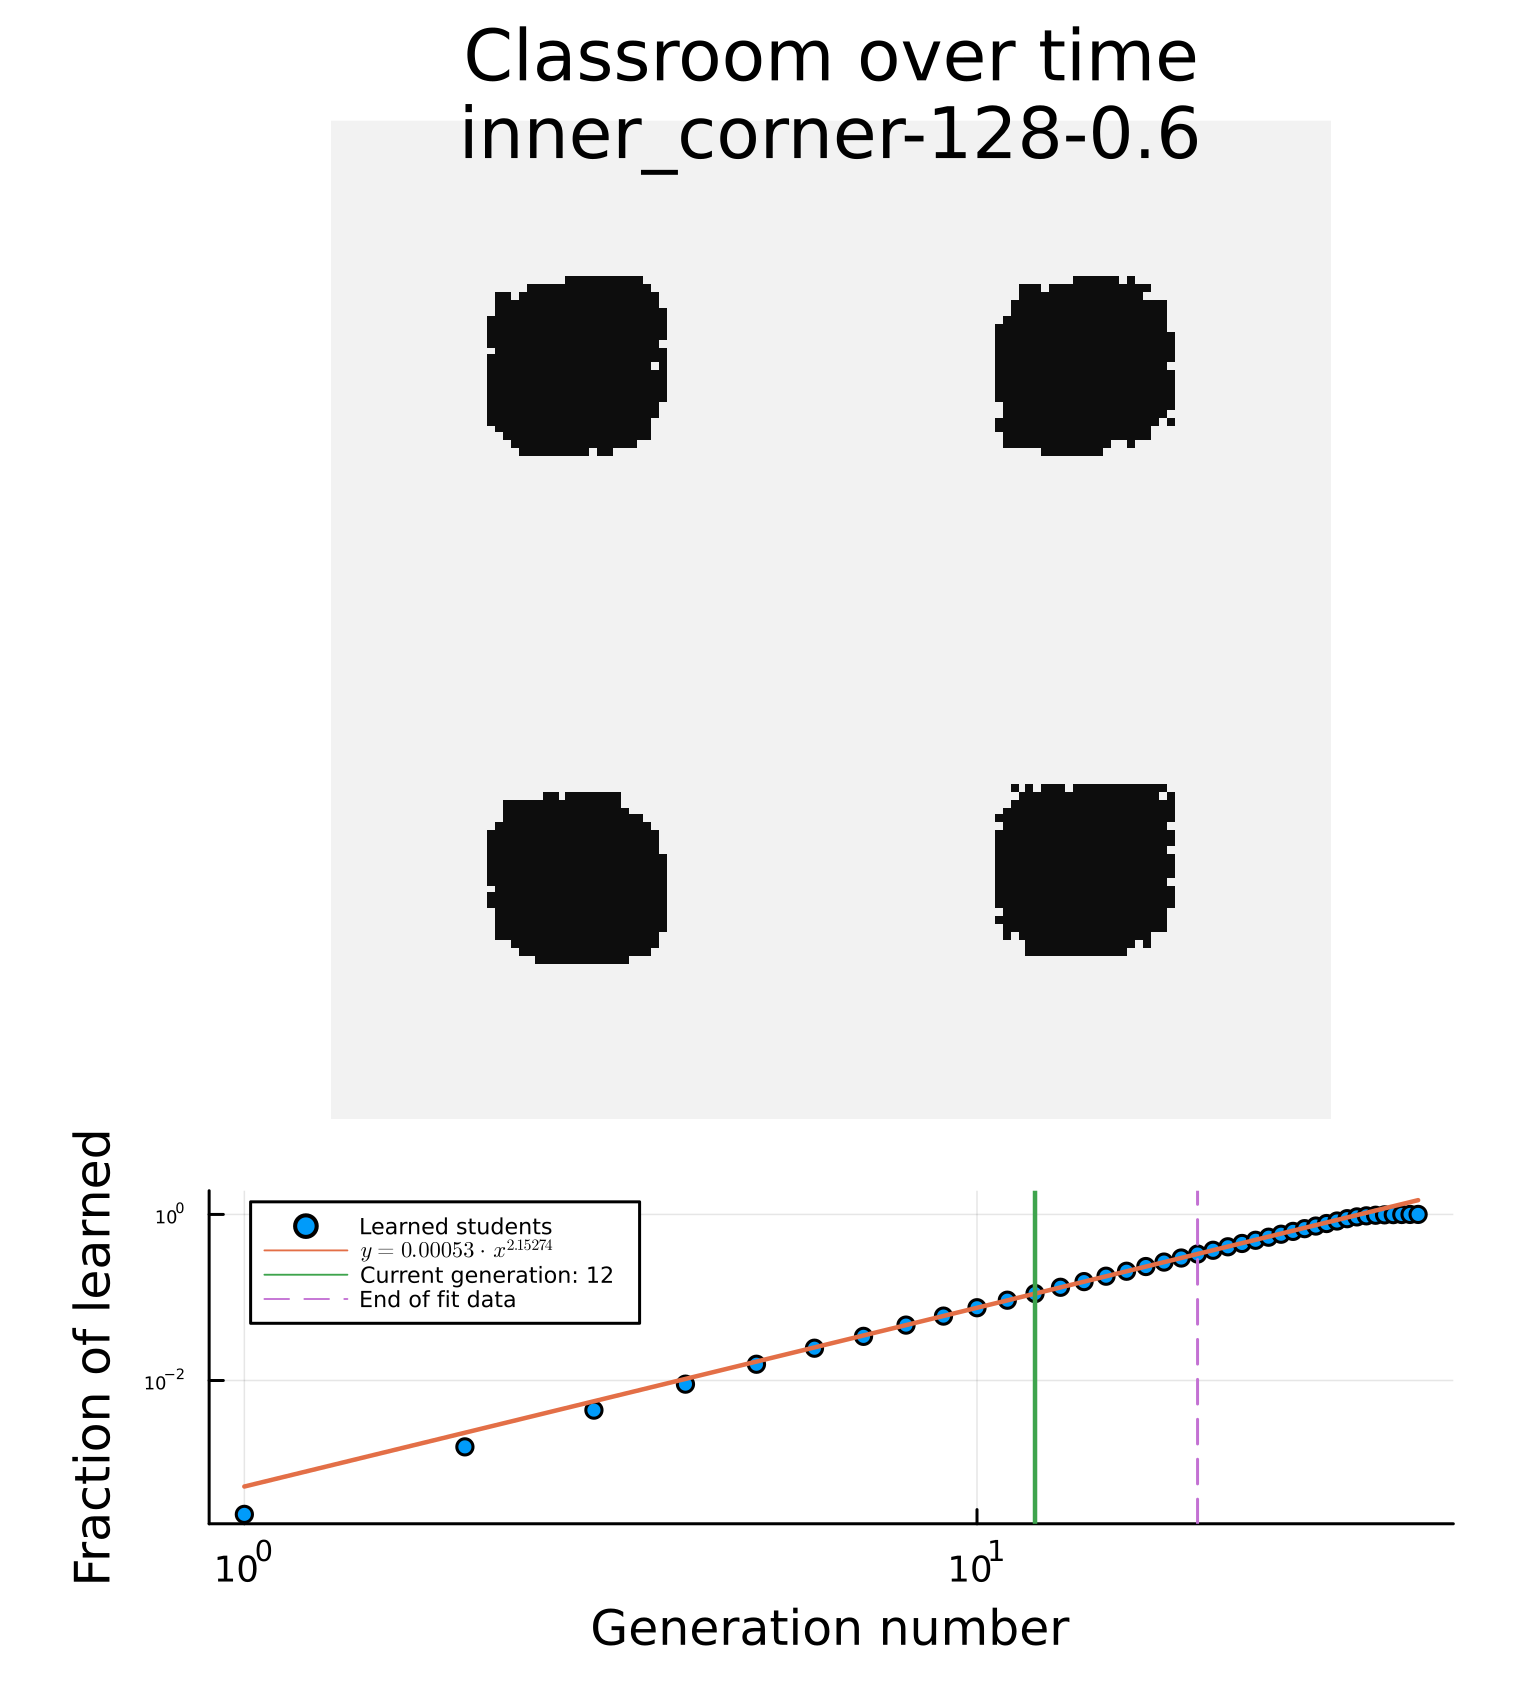 Classroom over time
inner_corner-128-0.6
Fraction of learned
10^0
10^−2
Learned students
y = 0.00053 · x^2.15274
Current generation: 12
End of fit data
10^0
10^1
Generation number